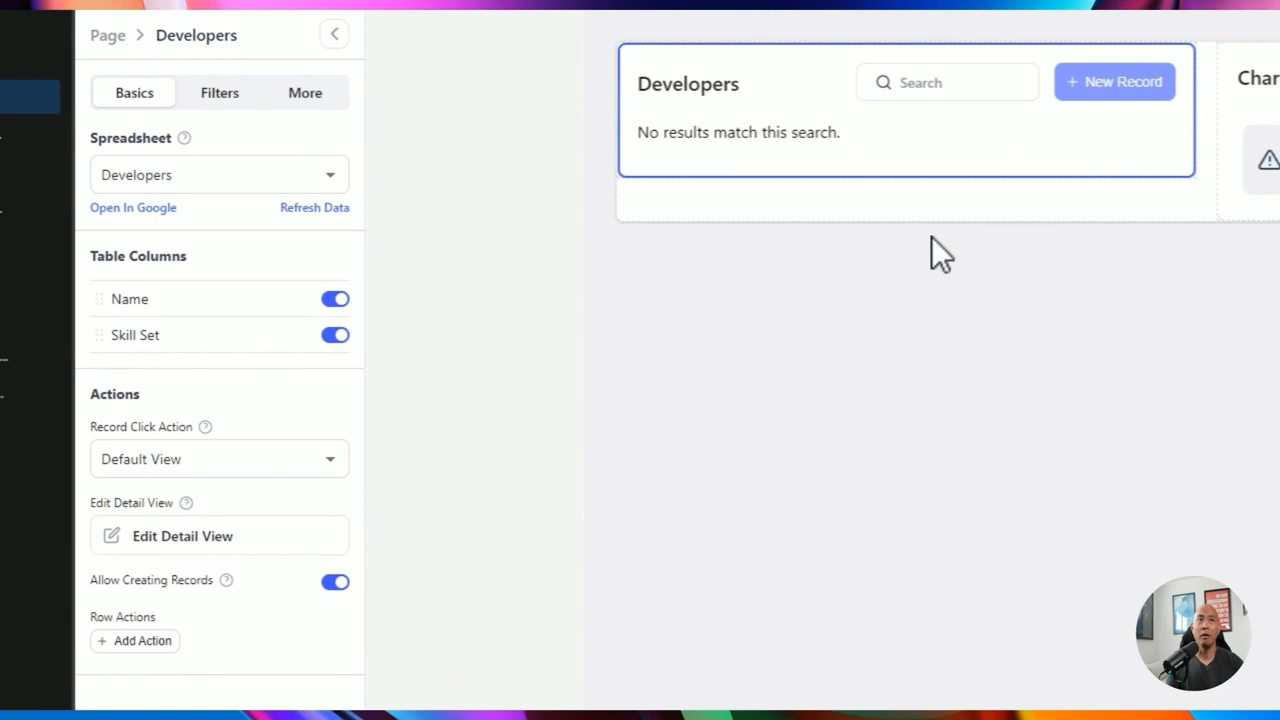 Page > Developers
Basics Filters More
Spreadsheet
Developers
Open In Google Refresh Data
Table Columns
Name
Skill Set
Actions
Record Click Action
Default View
Edit Detail View
Edit Detail View
Allow Creating Records
Row Actions
+ Add Action
Developers
Search
+ New Record
No results match this search.
Char